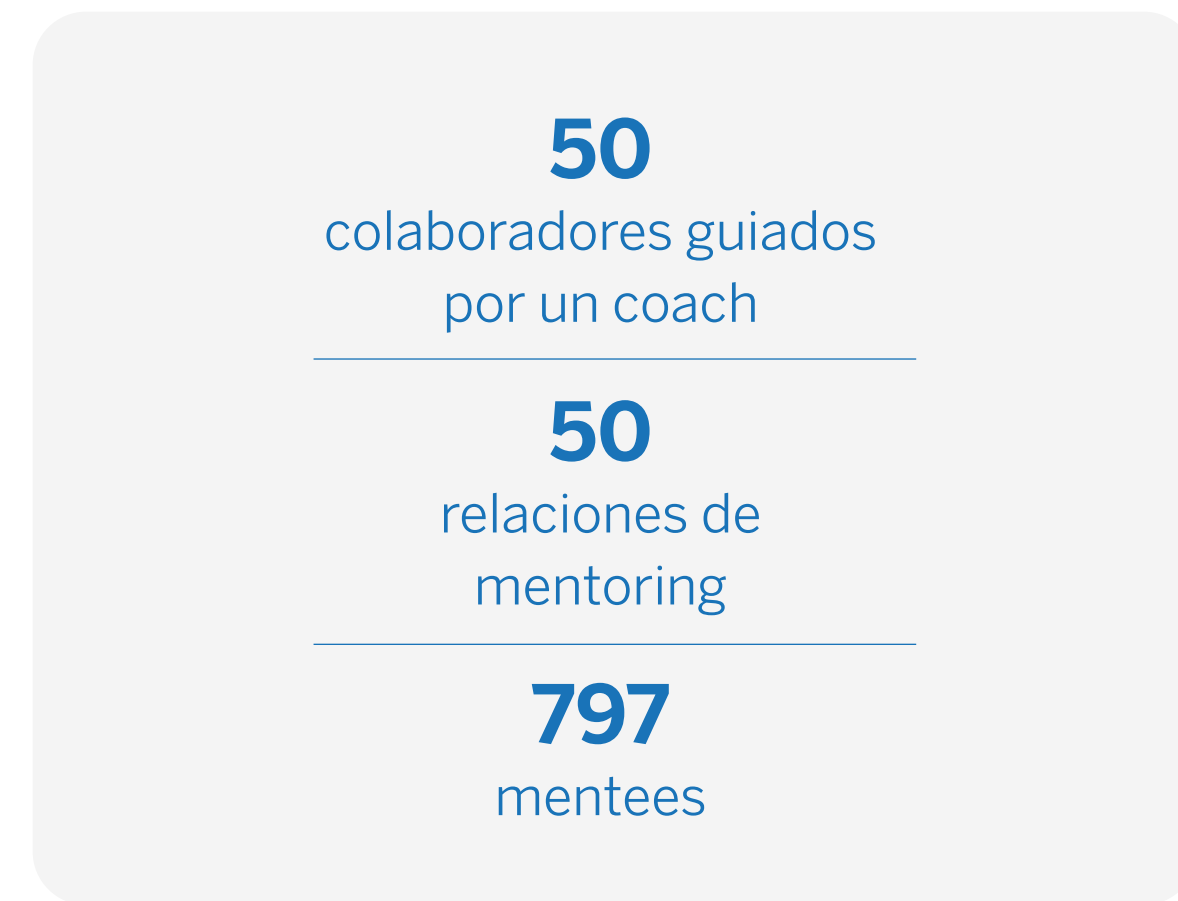 50
colaboradores guiados
por un coach
50
relaciones de
mentoring
797
mentees